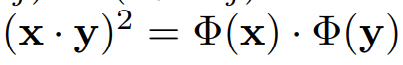 (x · y)² = Φ(x) · Φ(y)